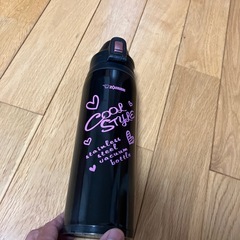 ZOJIRUSHI
COOL
STYLE
stainless
steel
vacuum
bottle